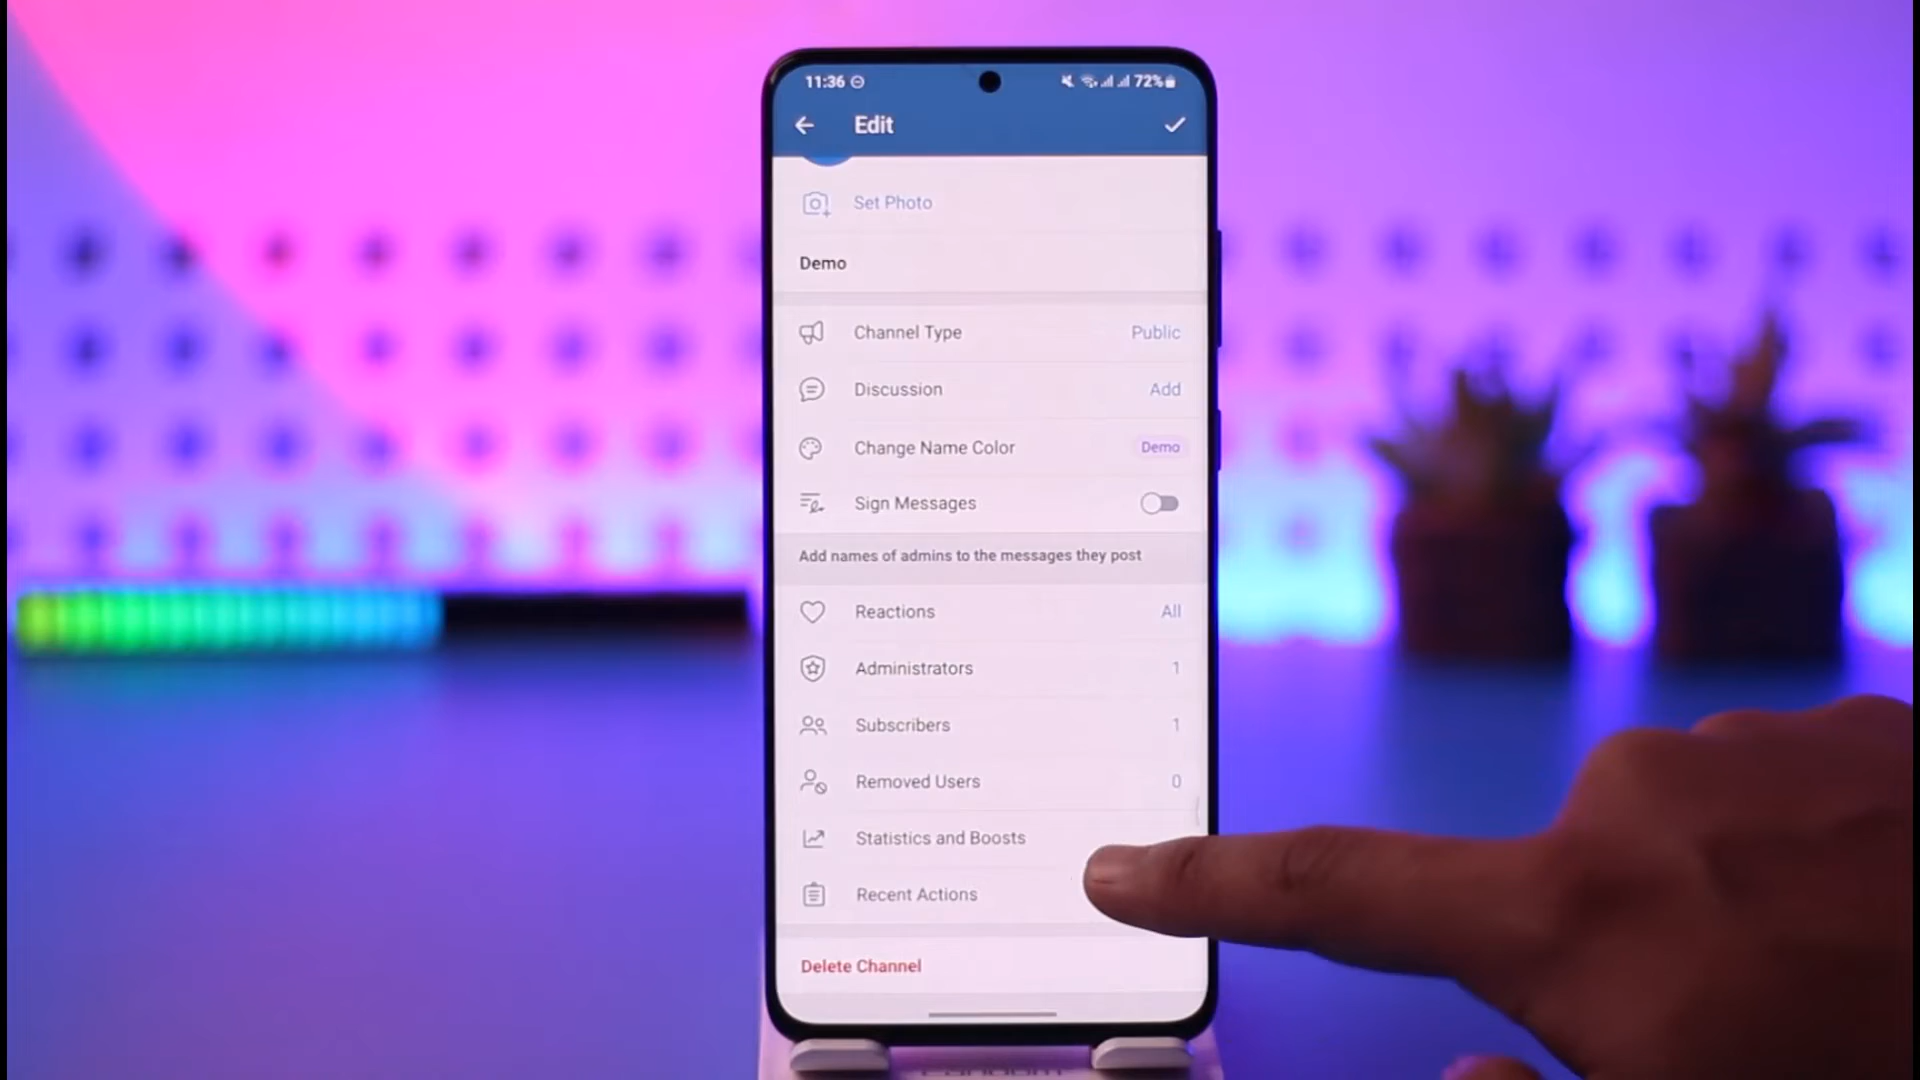 11:36 72%
Edit
Set Photo
Demo
Channel Type Public
Discussion Add
Change Name Color Demo
Sign Messages
Add names of admins to the messages they post
Reactions All
Administrators 1
Subscribers 1
Removed Users 0
Statistics and Boosts
Recent Actions
Delete Channel